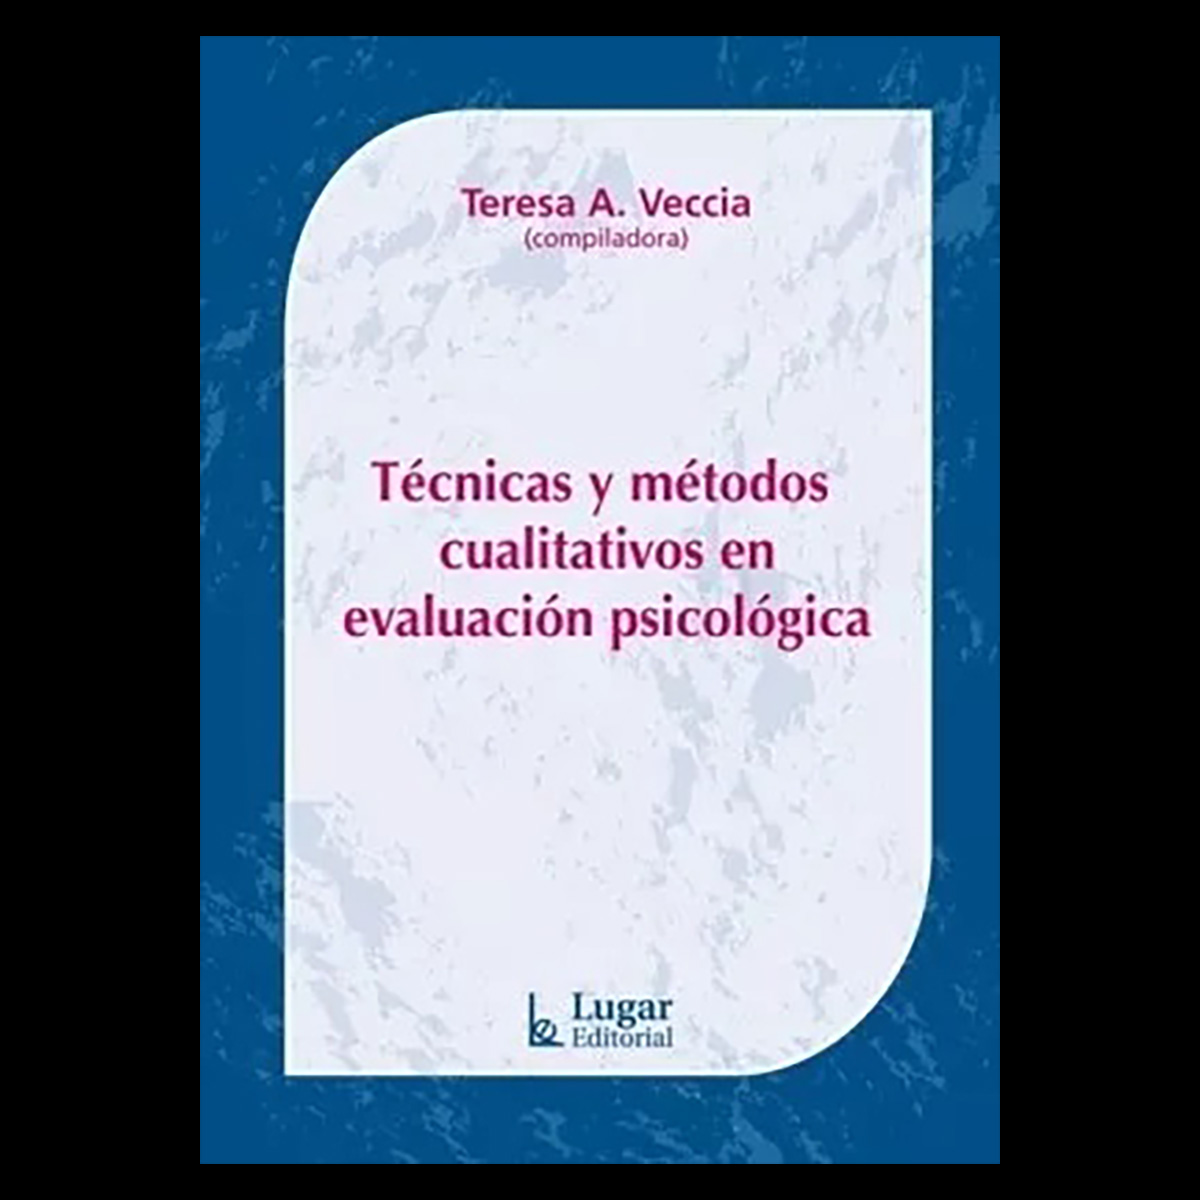 Teresa A. Veccia
(compiladora)
Técnicas y métodos
cualitativos en
evaluación psicológica
Lugar
Editorial